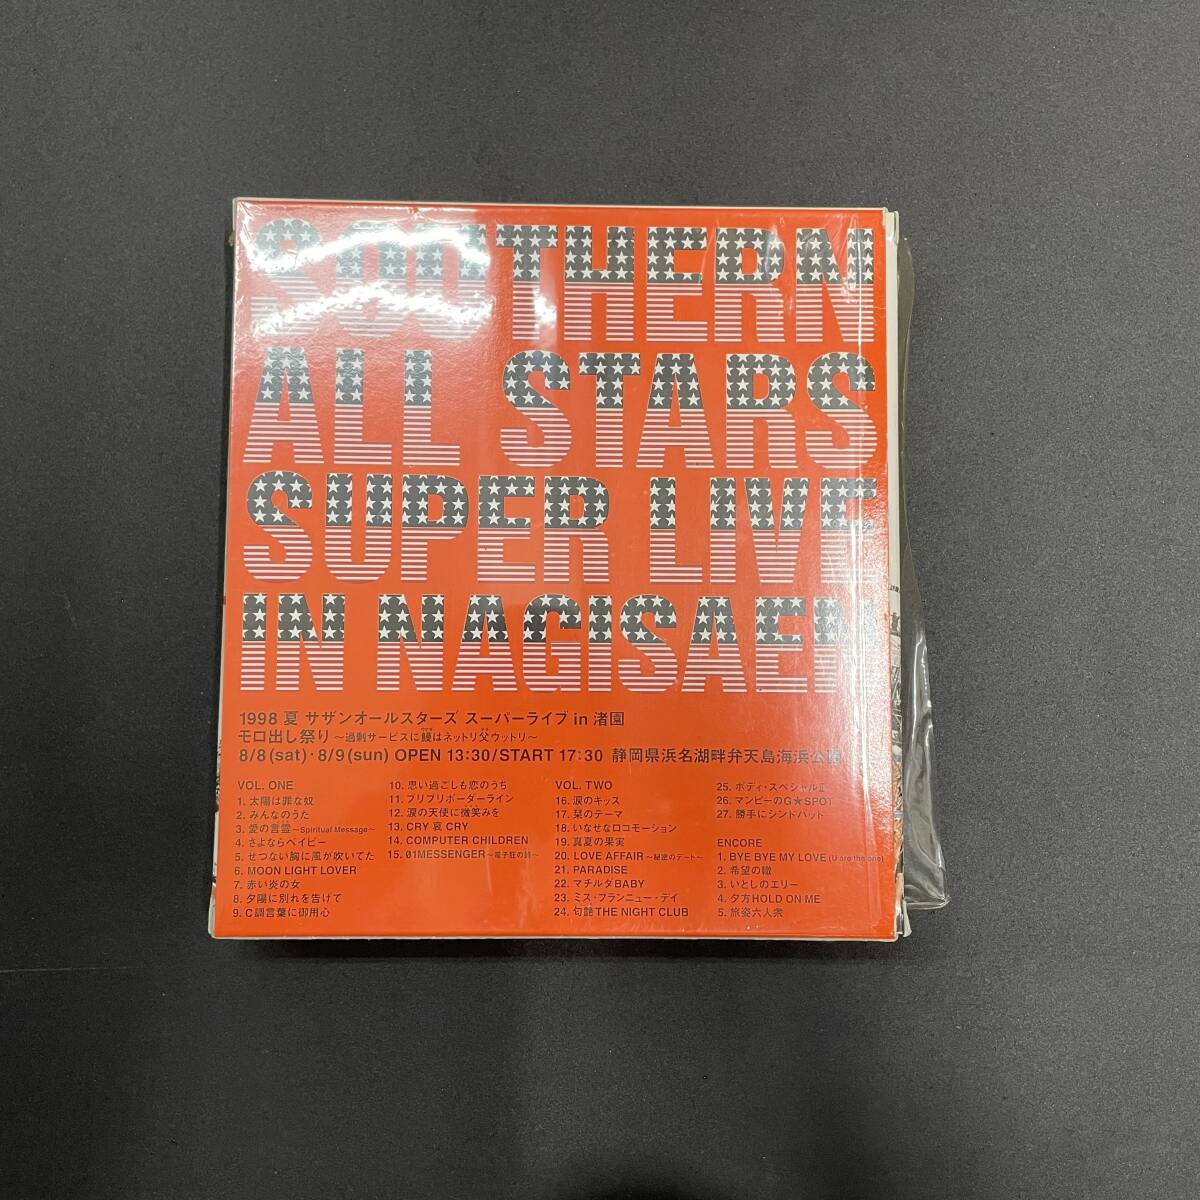 SOUTHERN
ALL STARS
SUPER LIVE
IN NAGISAEN
1998 夏 サザンオールスターズ スーパーライブ in 渚園
モロ出し祭り 〜過剰サービスに鰻はネットリ父ウットリ〜
8/8 (sat)・8/9 (sun) OPEN 13:30/START 17:30 静岡県浜名湖畔弁天島海浜公園
VOL. ONE
1. 太陽は罪な奴
2. みんなのうた
3. 愛の言霊 〜Spiritual Message〜
4. さよならベイビー
5. せつない胸に風が吹いてた
6. MOON LIGHT LOVER
7. 赤い炎の女
8. 夕陽に別れを告げて
9. C調言葉に御用心
10. 思い過ごしも恋のうち
11. ブリブリボーダーライン
12. 涙の天使に微笑みを
13. CRY 哀 CRY
14. COMPUTER CHILDREN
15. 01MESSENGER 〜電子狂の詩〜
VOL. TWO
16. 涙のキッス
17. 栞のテーマ
18. いなせなロコモーション
19. 真夏の果実
20. LOVE AFFAIR 〜秘密のデート〜
21. PARADISE
22. マチルダBABY
23. ミス・ブランニュー・デイ
24. 匂艶THE NIGHT CLUB
25. ボディ・スペシャルII
26. マンピーのG★SPOT
27. 勝手にシンドバッド
ENCORE
1. BYE BYE MY LOVE (U are the one)
2. 希望の轍
3. いとしのエリー
4. 夕方HOLD ON ME
5. 旅姿六人衆